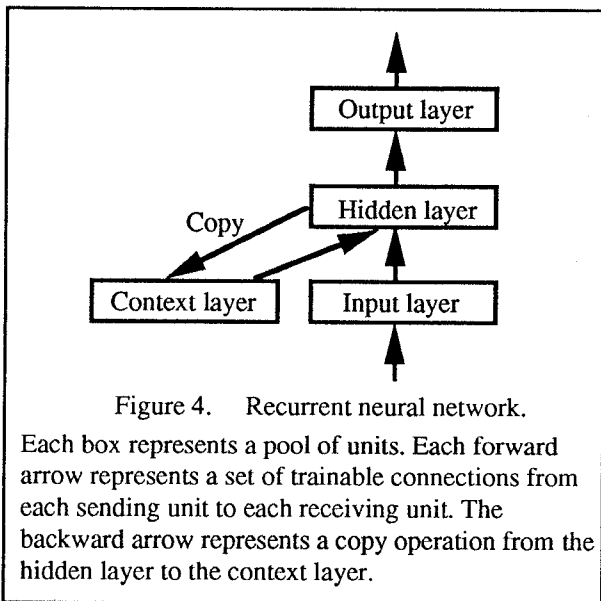 Output layer
Hidden layer
Copy
Context layer
Input layer
Figure 4. Recurrent neural network.
Each box represents a pool of units. Each forward
arrow represents a set of trainable connections from
each sending unit to each receiving unit. The
backward arrow represents a copy operation from the
hidden layer to the context layer.